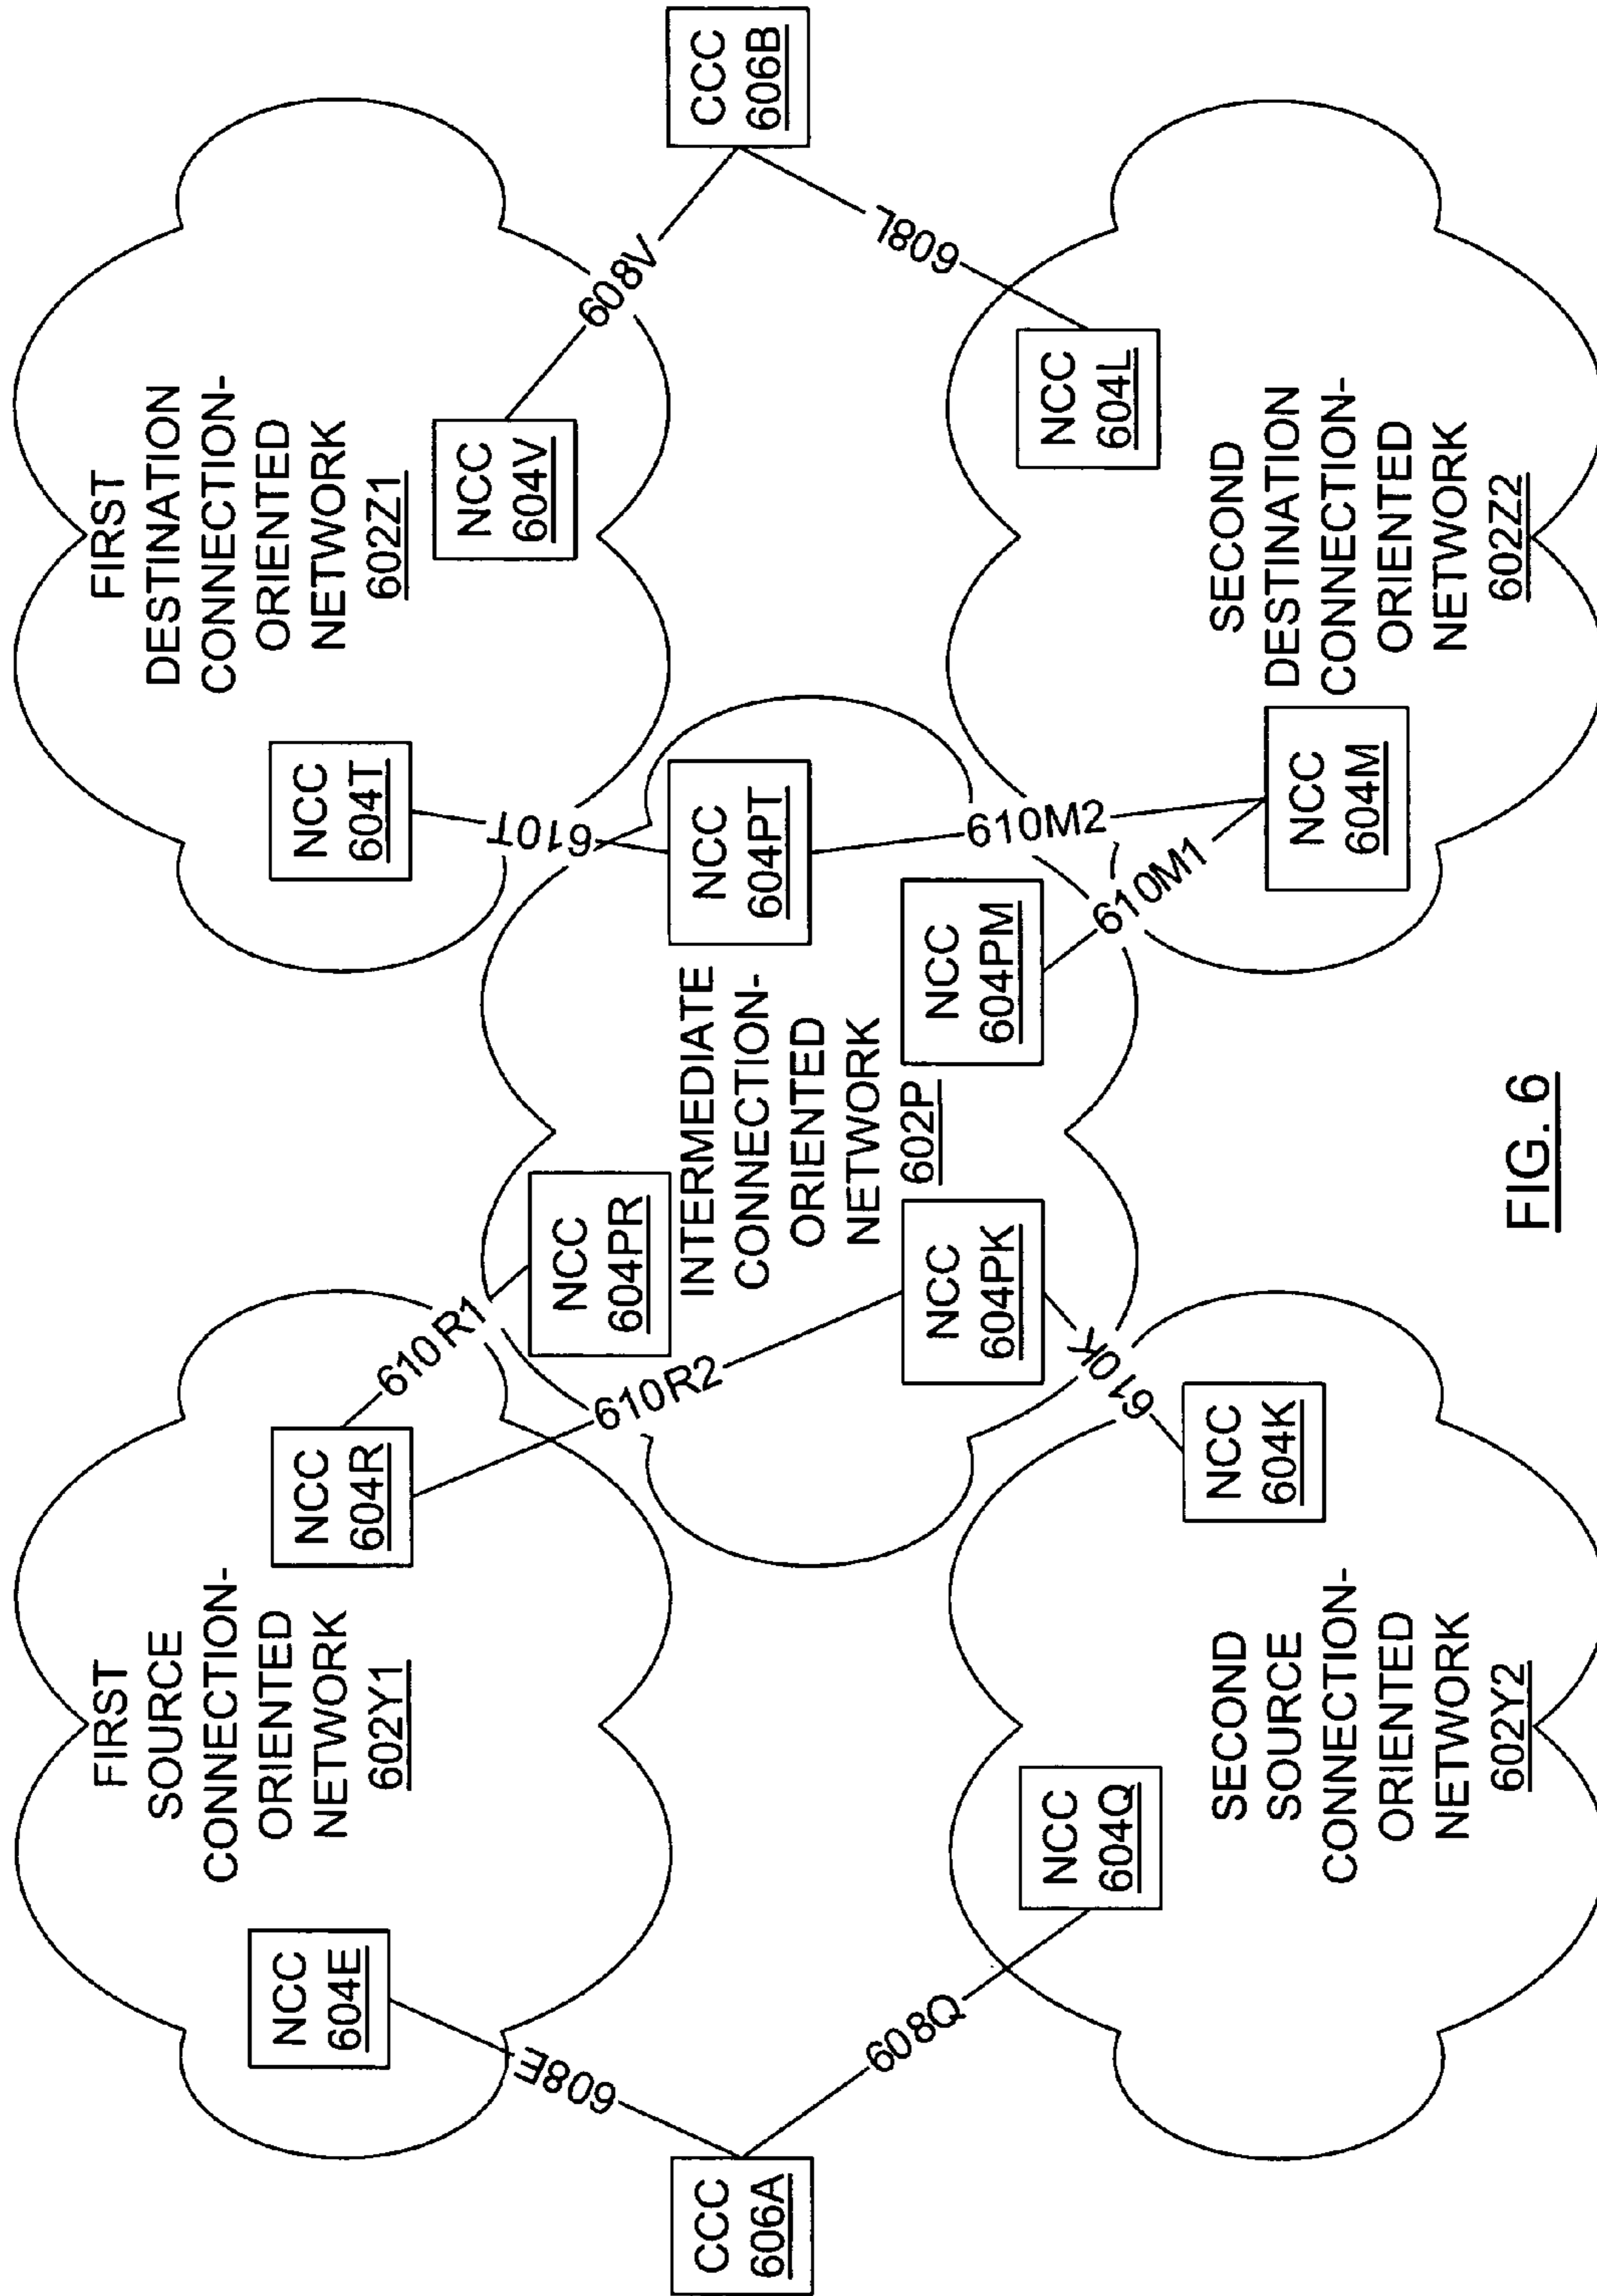 FIRST
SOURCE
CONNECTION-
ORIENTED
NETWORK
602Y1
NCC
604E
NCC
604R
FIRST
DESTINATION
CONNECTION-
ORIENTED
NETWORK
602Z1
NCC
604T
NCC
604V
CCC
606A
608E
608Q
610R1
610R2
NCC
604PR
INTERMEDIATE
CONNECTION-
ORIENTED
NETWORK
602P
NCC
604PT
NCC
604PK
NCC
604PM
610T
610M2
610M1
610K
608V
608L
CCC
606B
NCC
604Q
NCC
604K
SECOND
SOURCE
CONNECTION-
ORIENTED
NETWORK
602Y2
NCC
604M
NCC
604L
SECOND
DESTINATION
CONNECTION-
ORIENTED
NETWORK
602Z2
FIG. 6